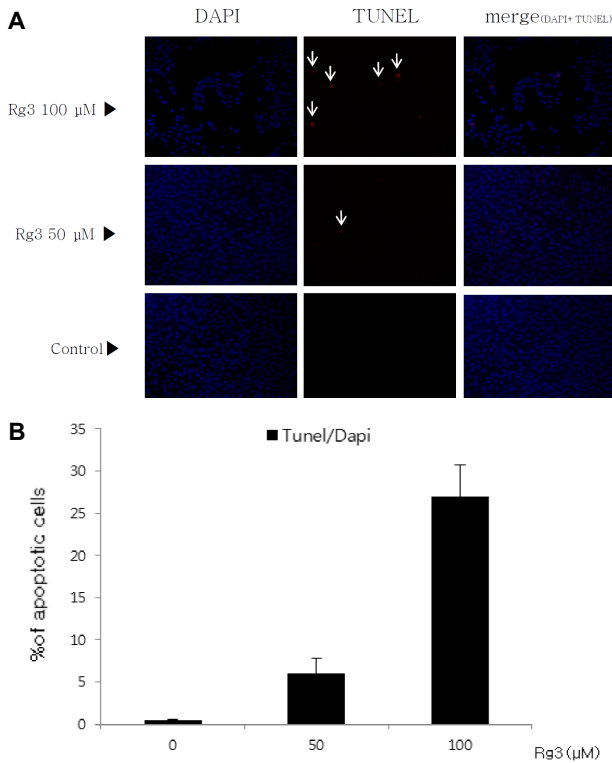 A
DAPI TUNEL merge(DAPI+ TUNEL)
Rg3 100 μM ▶
Rg3 50 μM ▶
Control ▶
B
35
30
25
20
15
10
5
0
%of apoptotic cells
Tunel/Dapi
0 50 100 Rg3(μM)